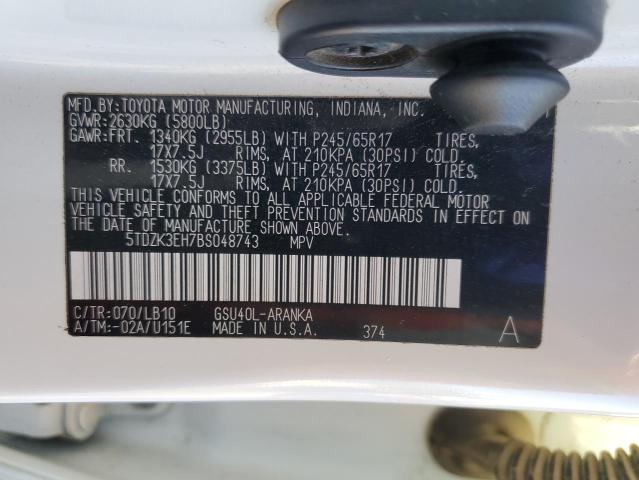 MFD.BY:TOYOTA MOTOR MANUFACTURING, INDIANA, INC.
GVWR:2630KG (5800LB)
GAWR:FRT. 1340KG (2955LB) WITH P245/65R17 TIRES,
17X7.5J RIMS, AT 210KPA (30PSI) COLD.
RR. 1530KG (3375LB) WITH P245/65R17 TIRES,
17X7.5J RIMS, AT 210KPA (30PSI) COLD.
THIS VEHICLE CONFORMS TO ALL APPLICABLE FEDERAL MOTOR
VEHICLE SAFETY AND THEFT PREVENTION STANDARDS IN EFFECT ON
THE DATE OF MANUFACTURE SHOWN ABOVE.
5TDZK3EH7BS048743 MPV
C/TR:070/LB10 GSU40L-ARANKA
A/TM:-02A/U151E MADE IN U.S.A. 374 A